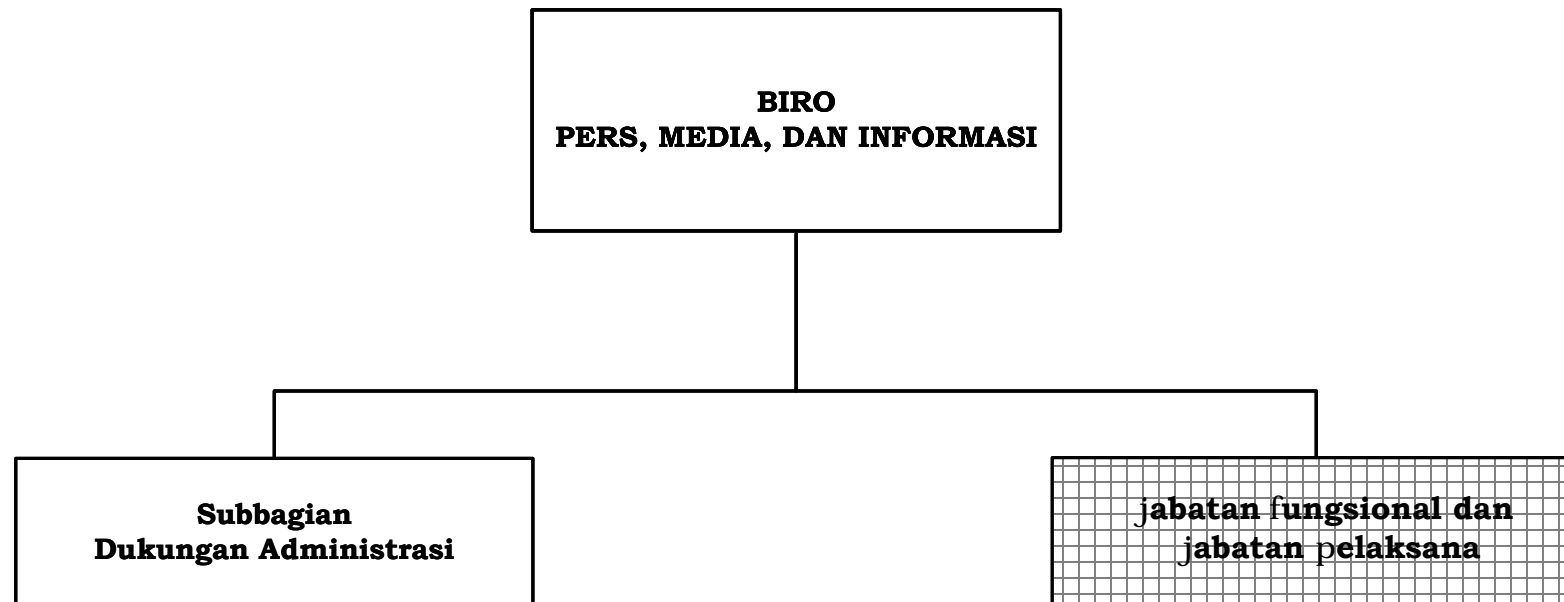 BIRO
PERS, MEDIA, DAN INFORMASI
Subbagian
Dukungan Administrasi
jabatan fungsional dan
jabatan pelaksana